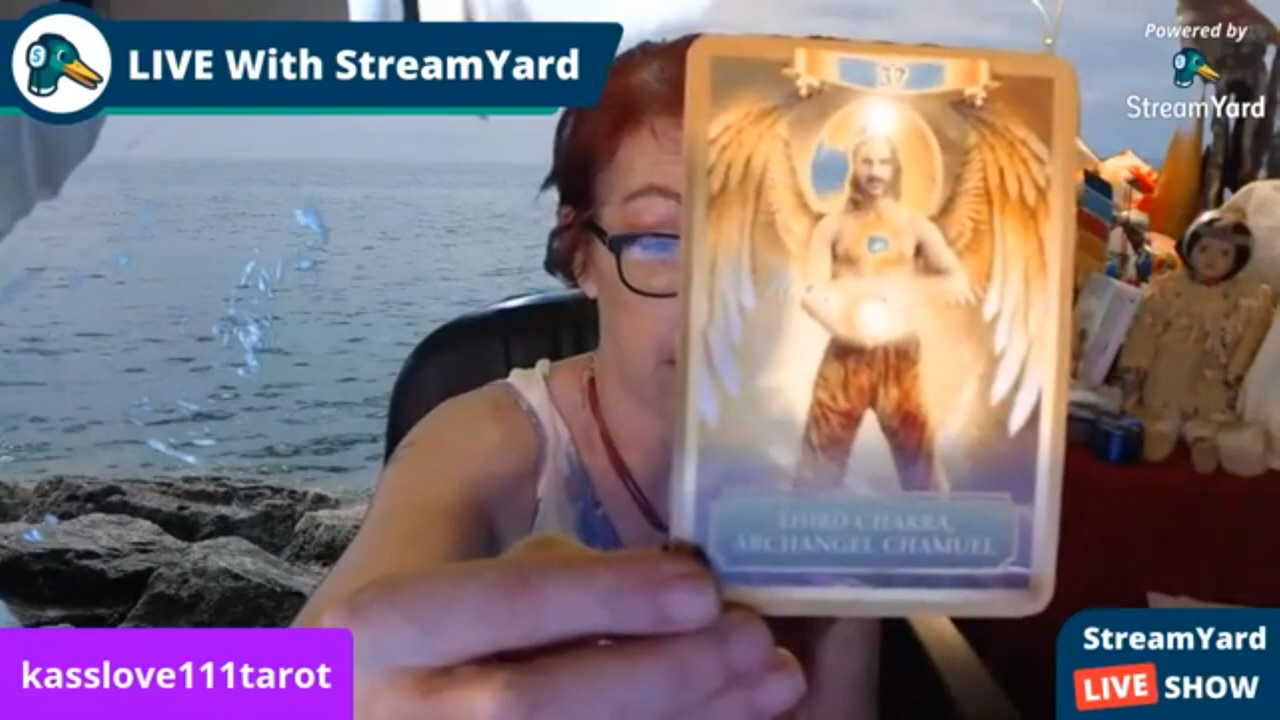 LIVE With StreamYard
Powered by
StreamYard
37
THIRD CHAKRA,
ARCHANGEL CHAMUEL
kasslove111tarot
StreamYard
LIVE SHOW